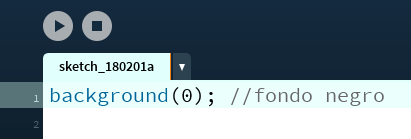 sketch_180201a
1 background(0); //fondo negro
2